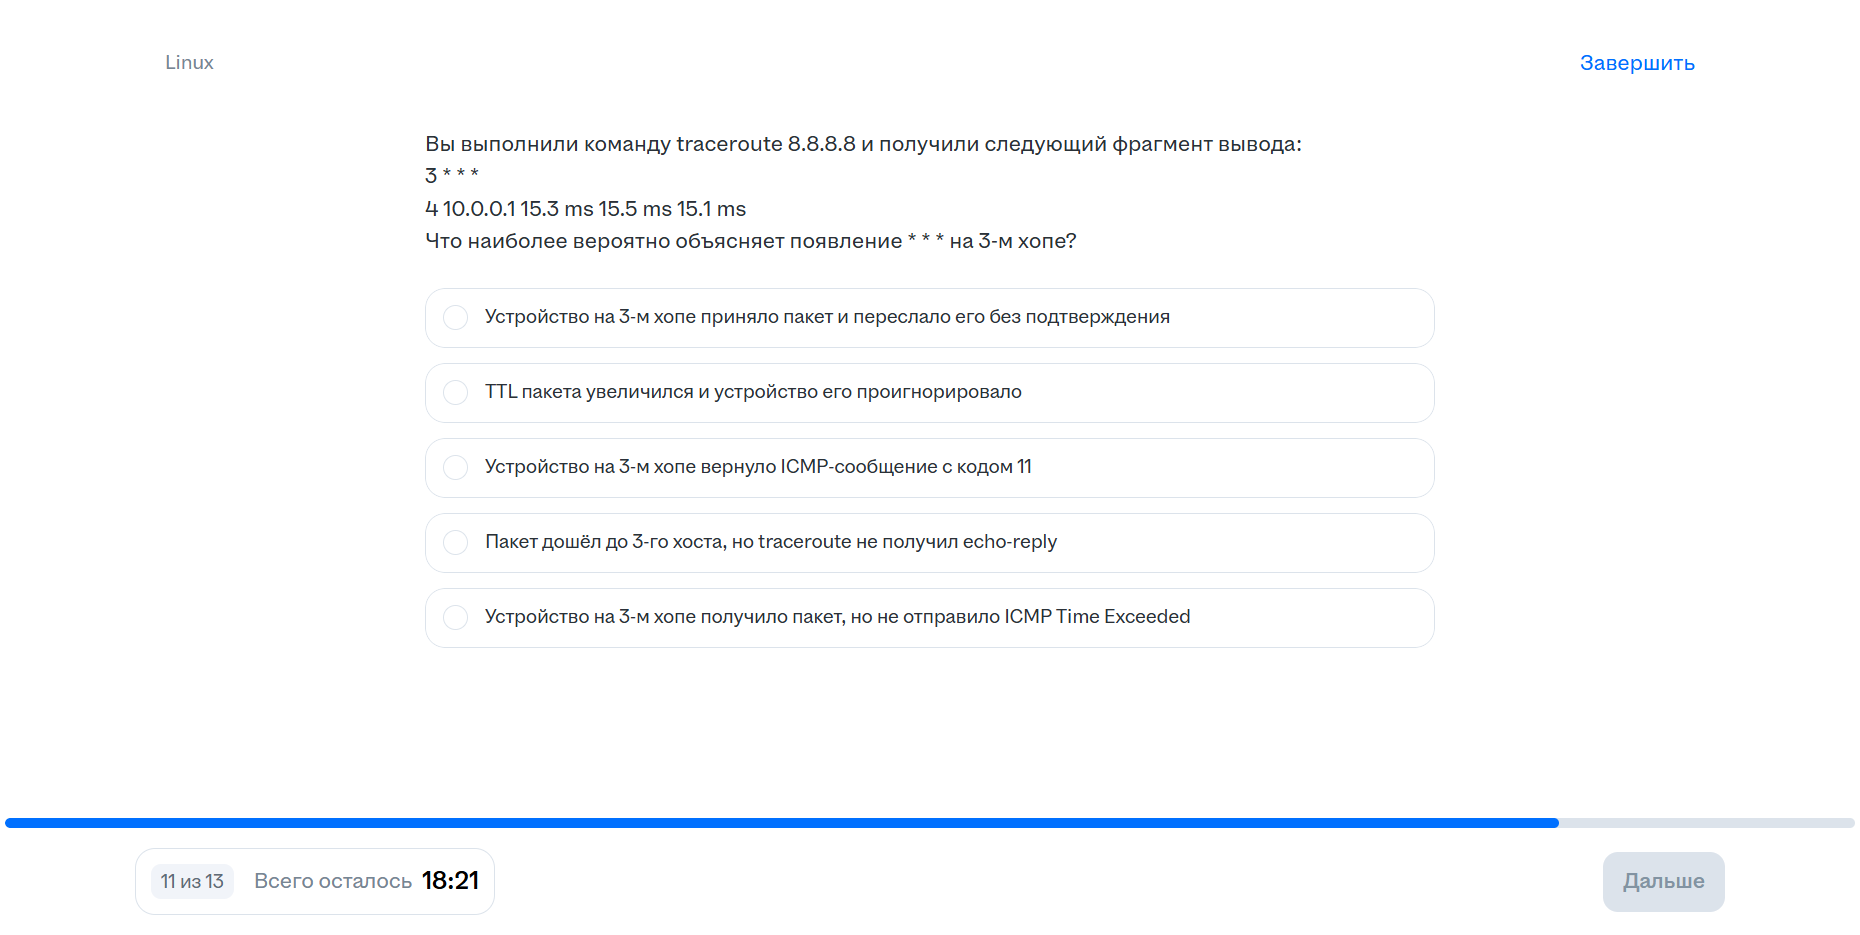 Linux
Завершить
Вы выполнили команду traceroute 8.8.8.8 и получили следующий фрагмент вывода:
3 * * *
4 10.0.0.1 15.3 ms 15.5 ms 15.1 ms
Что наиболее вероятно объясняет появление * * * на 3-м хопе?
Устройство на 3-м хопе приняло пакет и переслало его без подтверждения
TTL пакета увеличился и устройство его проигнорировало
Устройство на 3-м хопе вернуло ICMP-сообщение с кодом 11
Пакет дошёл до 3-го хоста, но traceroute не получил echo-reply
Устройство на 3-м хопе получило пакет, но не отправило ICMP Time Exceeded
11 из 13 Всего осталось 18:21
Дальше